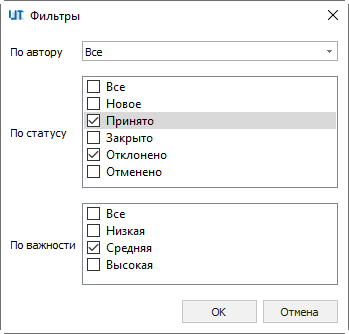 UT Фильтры
По автору Все
По статусу
Все
Новое
Принято
Закрыто
Отклонено
Отменено
По важности
Все
Низкая
Средняя
Высокая
OK Отмена